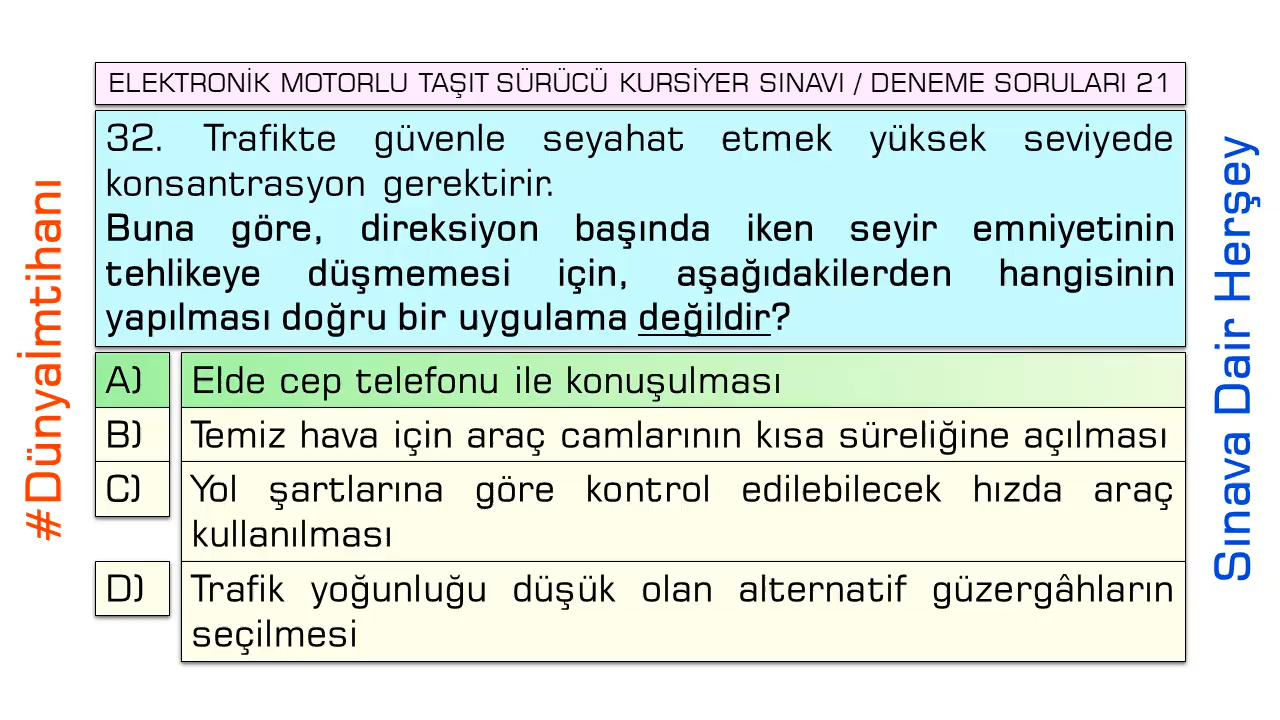 ELEKTRONİK MOTORLU TAŞIT SÜRÜCÜ KURSİYER SINAVI / DENEME SORULARI 21
32. Trafikte güvenle seyahat etmek yüksek seviyede
konsantrasyon gerektirir.
Buna göre, direksiyon başında iken seyir emniyetinin
tehlikeye düşmemesi için, aşağıdakilerden hangisinin
yapılması doğru bir uygulama değildir?
A) Elde cep telefonu ile konuşulması
B) Temiz hava için araç camlarının kısa süreliğine açılması
C) Yol şartlarına göre kontrol edilebilecek hızda araç
kullanılması
D) Trafik yoğunluğu düşük olan alternatif güzergâhların
seçilmesi
#Dünyaİmtihanı
Sınava Dair Herşey